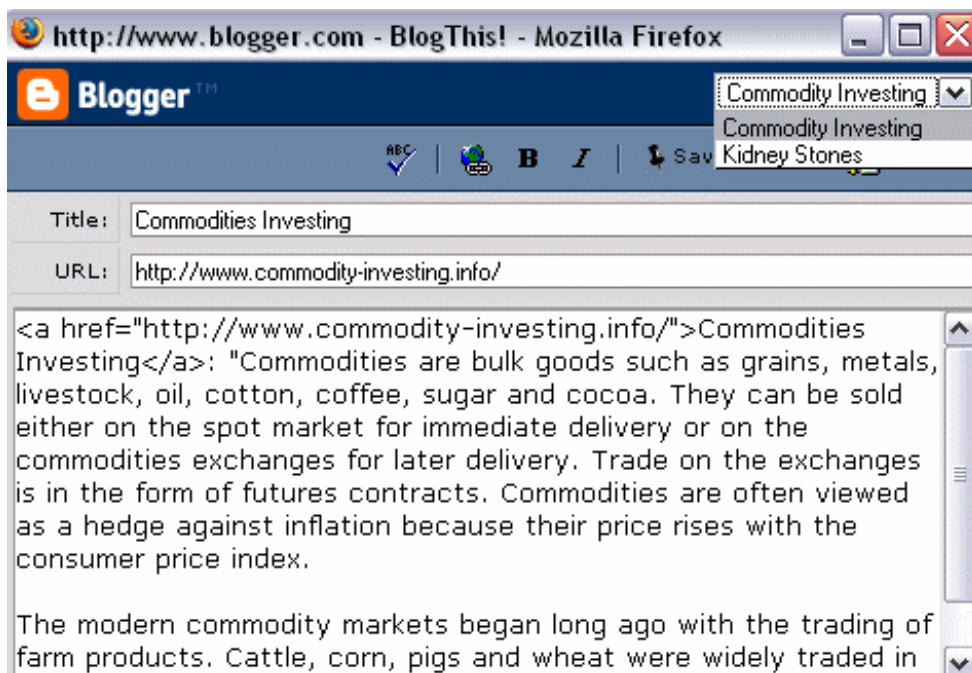 http://www.blogger.com - BlogThis! - Mozilla Firefox
Blogger™
Commodity Investing
Commodity Investing
Kidney Stones
ABC
B I
Sav
Title: Commodities Investing
URL: http://www.commodity-investing.info/
<a href="http://www.commodity-investing.info/">Commodities
Investing</a>: "Commodities are bulk goods such as grains, metals,
livestock, oil, cotton, coffee, sugar and cocoa. They can be sold
either on the spot market for immediate delivery or on the
commodities exchanges for later delivery. Trade on the exchanges
is in the form of futures contracts. Commodities are often viewed
as a hedge against inflation because their price rises with the
consumer price index.
The modern commodity markets began long ago with the trading of
farm products. Cattle, corn, pigs and wheat were widely traded in